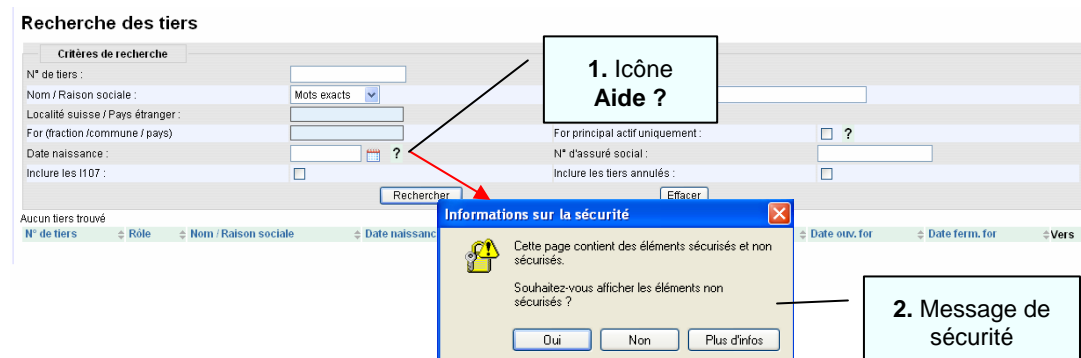 Recherche des tiers
Critères de recherche
N° de tiers :
Nom / Raison sociale : Mots exacts
Localité suisse / Pays étranger :
For (fraction /commune / pays) For principal actif uniquement : ?
Date naissance : ? N° d'assuré social :
Inclure les I107 : Inclure les tiers annulés :
Rechercher Effacer
1. Icône
Aide ?
Aucun tiers trouvé
N° de tiers Rôle Nom / Raison sociale Date naissanc Date ouv. for Date ferm. for Vers
Informations sur la sécurité
Cette page contient des éléments sécurisés et non
sécurisés.
Souhaitez-vous afficher les éléments non
sécurisés ?
Oui Non Plus d'infos
2. Message de
sécurité